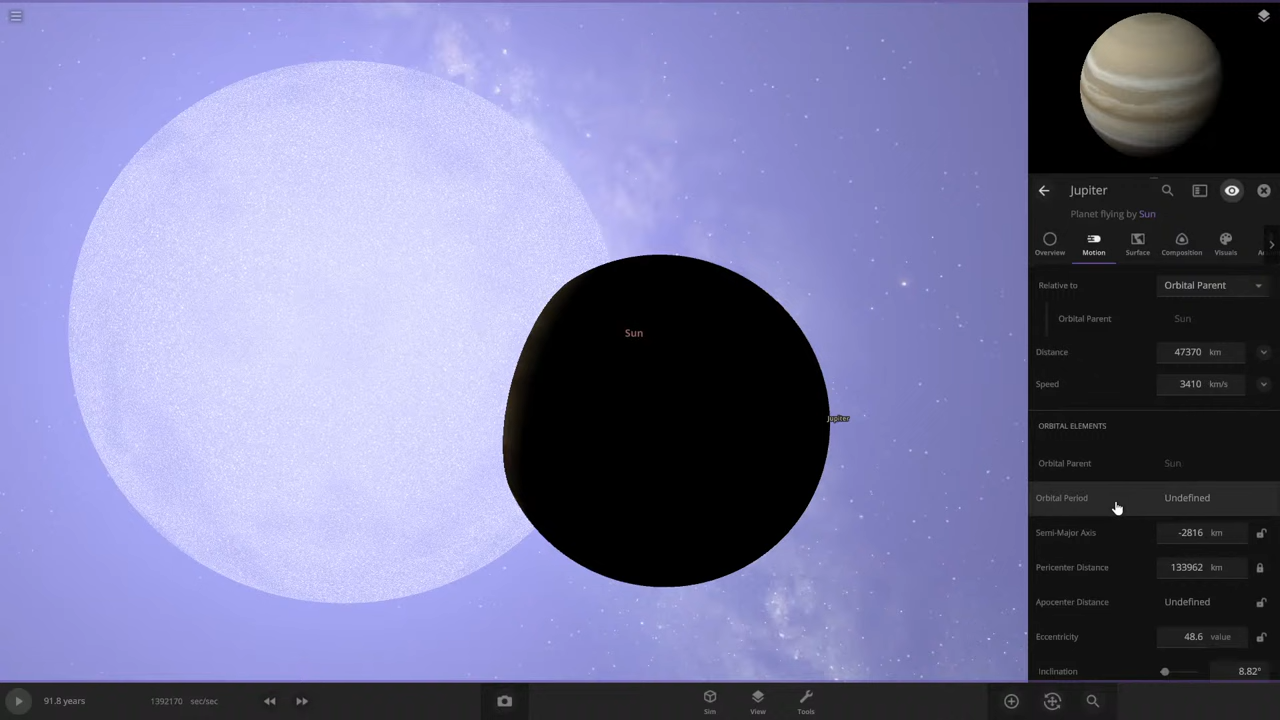 Sun
Jupiter
Jupiter
Planet flying by Sun
Overview
Motion
Surface
Composition
Visuals
Relative to
Orbital Parent
Orbital Parent
Sun
Distance
47370 km
Speed
3410 km/s
ORBITAL ELEMENTS
Orbital Parent
Sun
Orbital Period
Undefined
Semi-Major Axis
-2816 km
Pericenter Distance
133962 km
Apocenter Distance
Undefined
Eccentricity
48.6 value
Inclination
8.82°
91.8 years
1392170 sec/sec
Sim
View
Tools